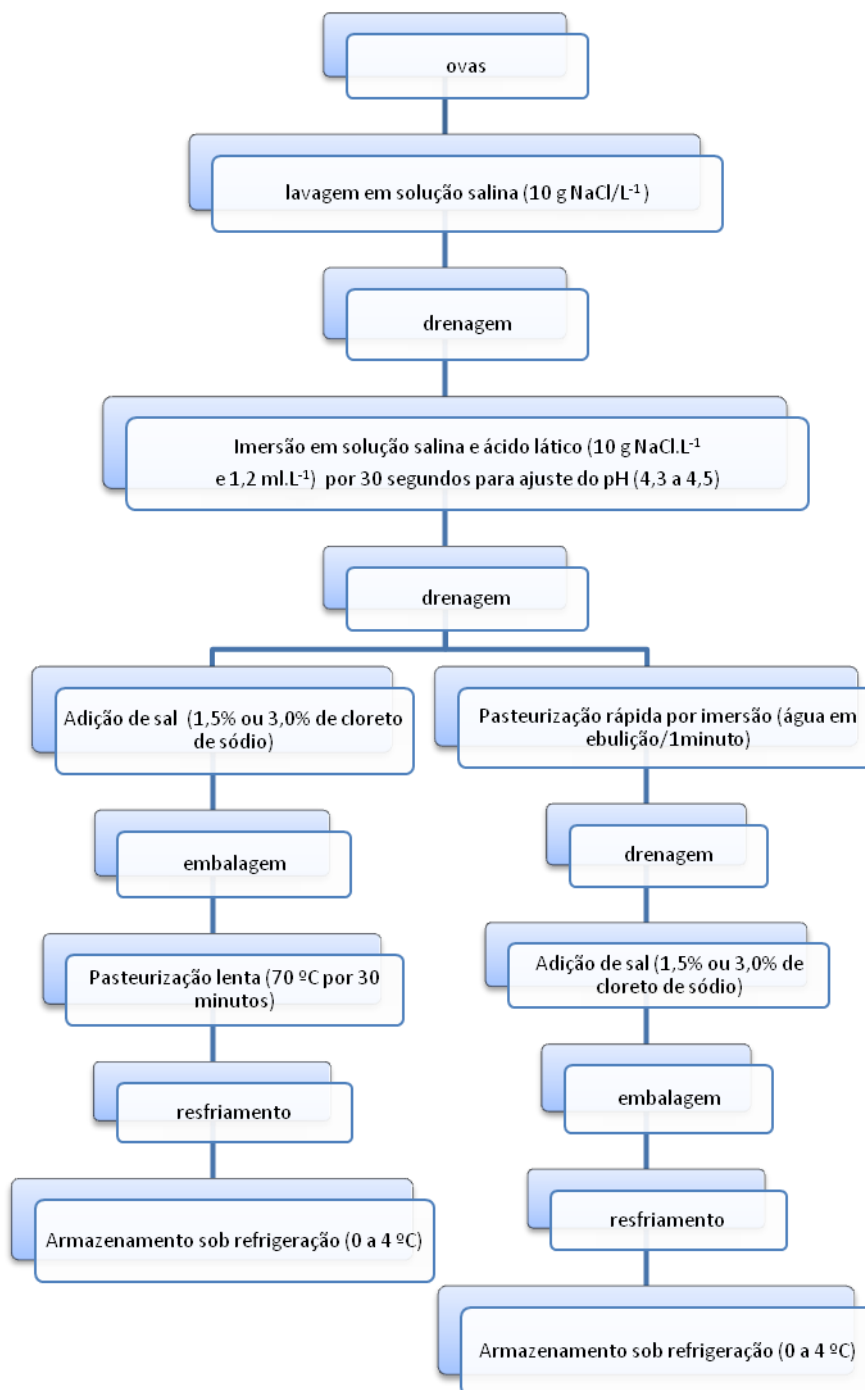 ovas
lavagem em solução salina (10 g NaCl/L⁻¹)
drenagem
Imersão em solução salina e ácido lático (10 g NaCl.L⁻¹
e 1,2 ml.L⁻¹) por 30 segundos para ajuste do pH (4,3 a 4,5)
drenagem
Adição de sal (1,5% ou 3,0% de cloreto
de sódio)
embalagem
Pasteurização lenta (70 ºC por 30
minutos)
resfriamento
Armazenamento sob refrigeração (0 a 4 ºC)
Pasteurização rápida por imersão (água em
ebulição/1minuto)
drenagem
Adição de sal (1,5% ou 3,0% de
cloreto de sódio)
embalagem
resfriamento
Armazenamento sob refrigeração (0 a 4 ºC)